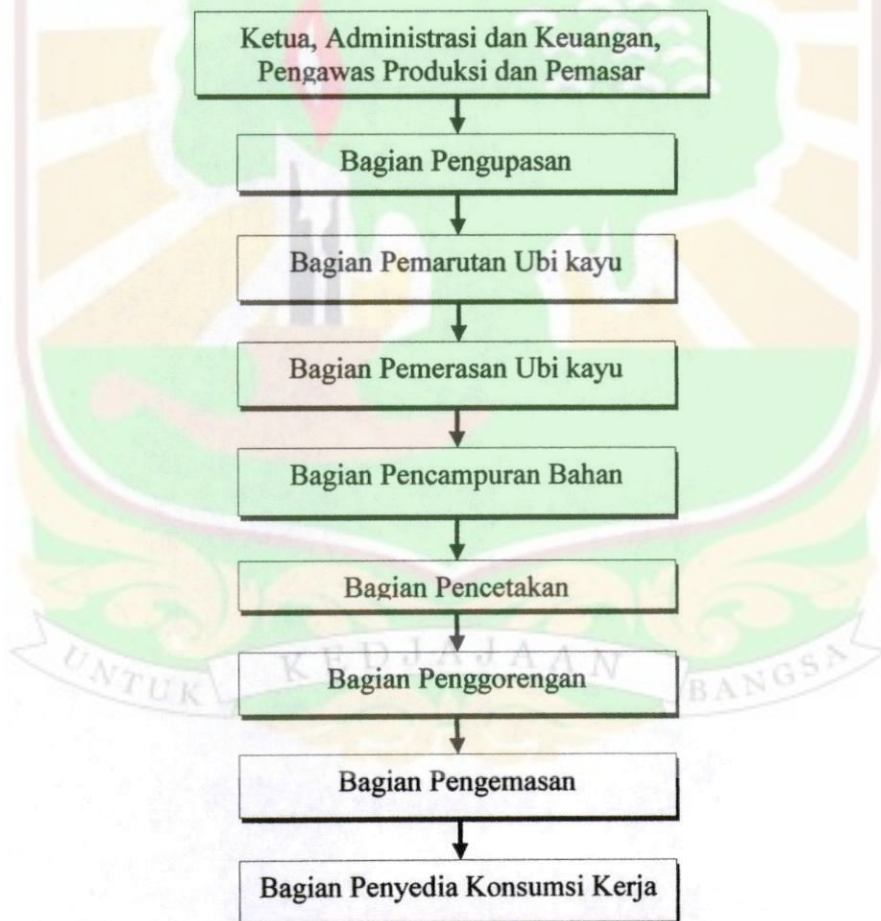 Ketua, Administrasi dan Keuangan,
Pengawas Produksi dan Pemasar
Bagian Pengupasan
Bagian Pemarutan Ubi kayu
Bagian Pemerasan Ubi kayu
Bagian Pencampuran Bahan
Bagian Pencetakan
UNTUK KEDJAJAAN BANGSA
Bagian Penggorengan
Bagian Pengemasan
Bagian Penyedia Konsumsi Kerja